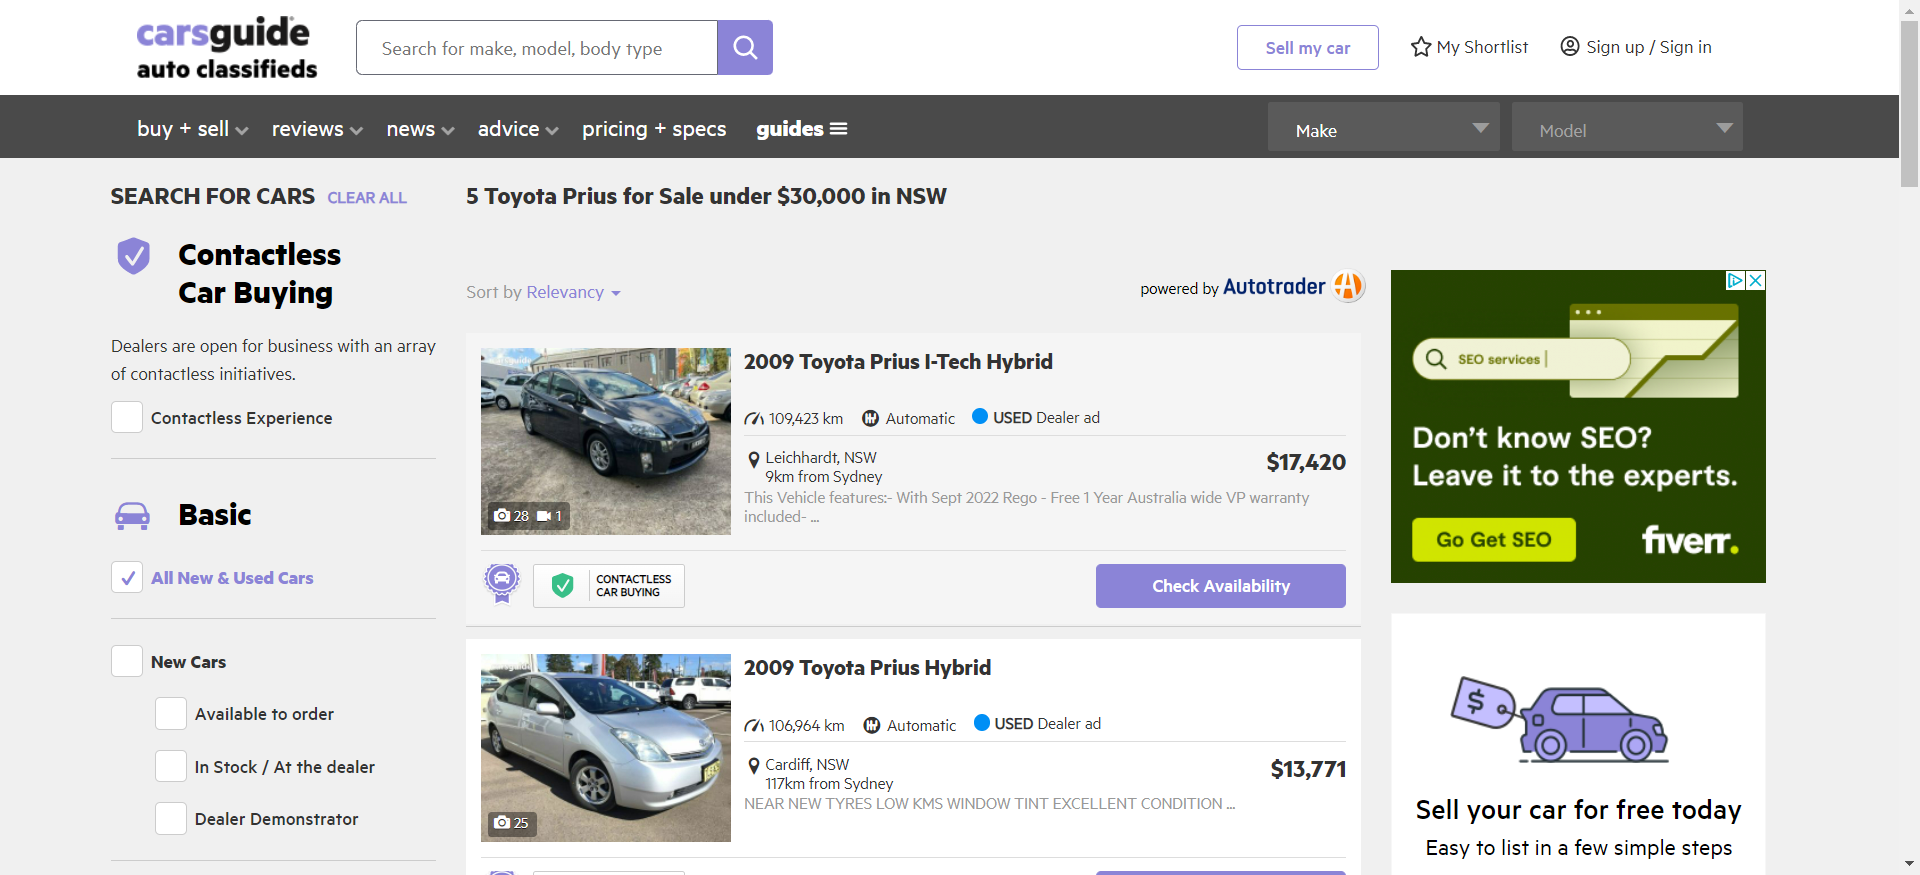 carsguide
auto classifieds
Search for make, model, body type
Sell my car
My Shortlist
Sign up / Sign in
buy + sell
reviews
news
advice
pricing + specs
guides
Make
Model
SEARCH FOR CARS CLEAR ALL
Contactless
Car Buying
Dealers are open for business with an array
of contactless initiatives.
Contactless Experience
Basic
All New & Used Cars
New Cars
Available to order
In Stock / At the dealer
Dealer Demonstrator
5 Toyota Prius for Sale under $30,000 in NSW
Sort by Relevancy
powered by Autotrader
2009 Toyota Prius I-Tech Hybrid
109,423 km Automatic USED Dealer ad
Leichhardt, NSW
9km from Sydney
$17,420
This Vehicle features:- With Sept 2022 Rego - Free 1 Year Australia wide VP warranty
included- ...
28 1
CONTACTLESS
CAR BUYING
Check Availability
2009 Toyota Prius Hybrid
106,964 km Automatic USED Dealer ad
Cardiff, NSW
117km from Sydney
$13,771
NEAR NEW TYRES LOW KMS WINDOW TINT EXCELLENT CONDITION ...
25
SEO services
Don't know SEO?
Leave it to the experts.
Go Get SEO
fiverr.
$
Sell your car for free today
Easy to list in a few simple steps